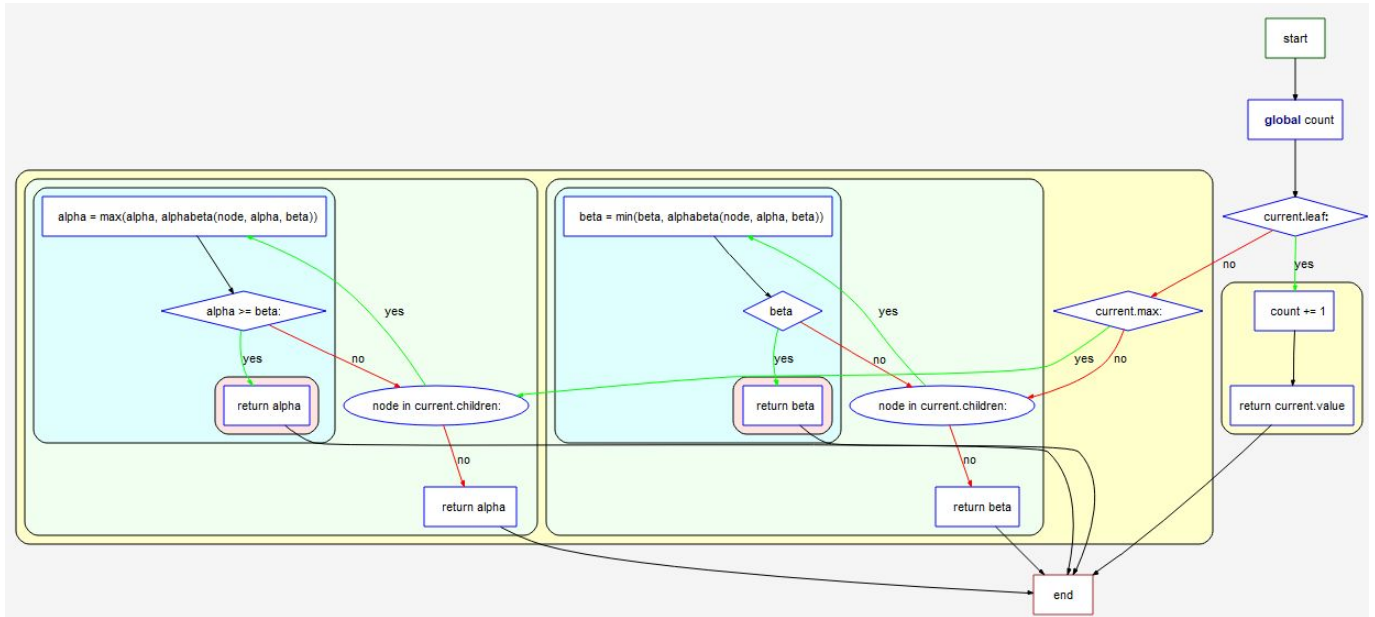 start
global count
alpha = max(alpha, alphabeta(node, alpha, beta))
beta = min(beta, alphabeta(node, alpha, beta))
current.leaf:
no
yes
alpha >= beta:
yes
beta
yes
current.max:
count += 1
yes
no
yes
no
yes
no
return alpha
node in current.children:
return beta
node in current.children:
return current.value
no
no
return alpha
return beta
end